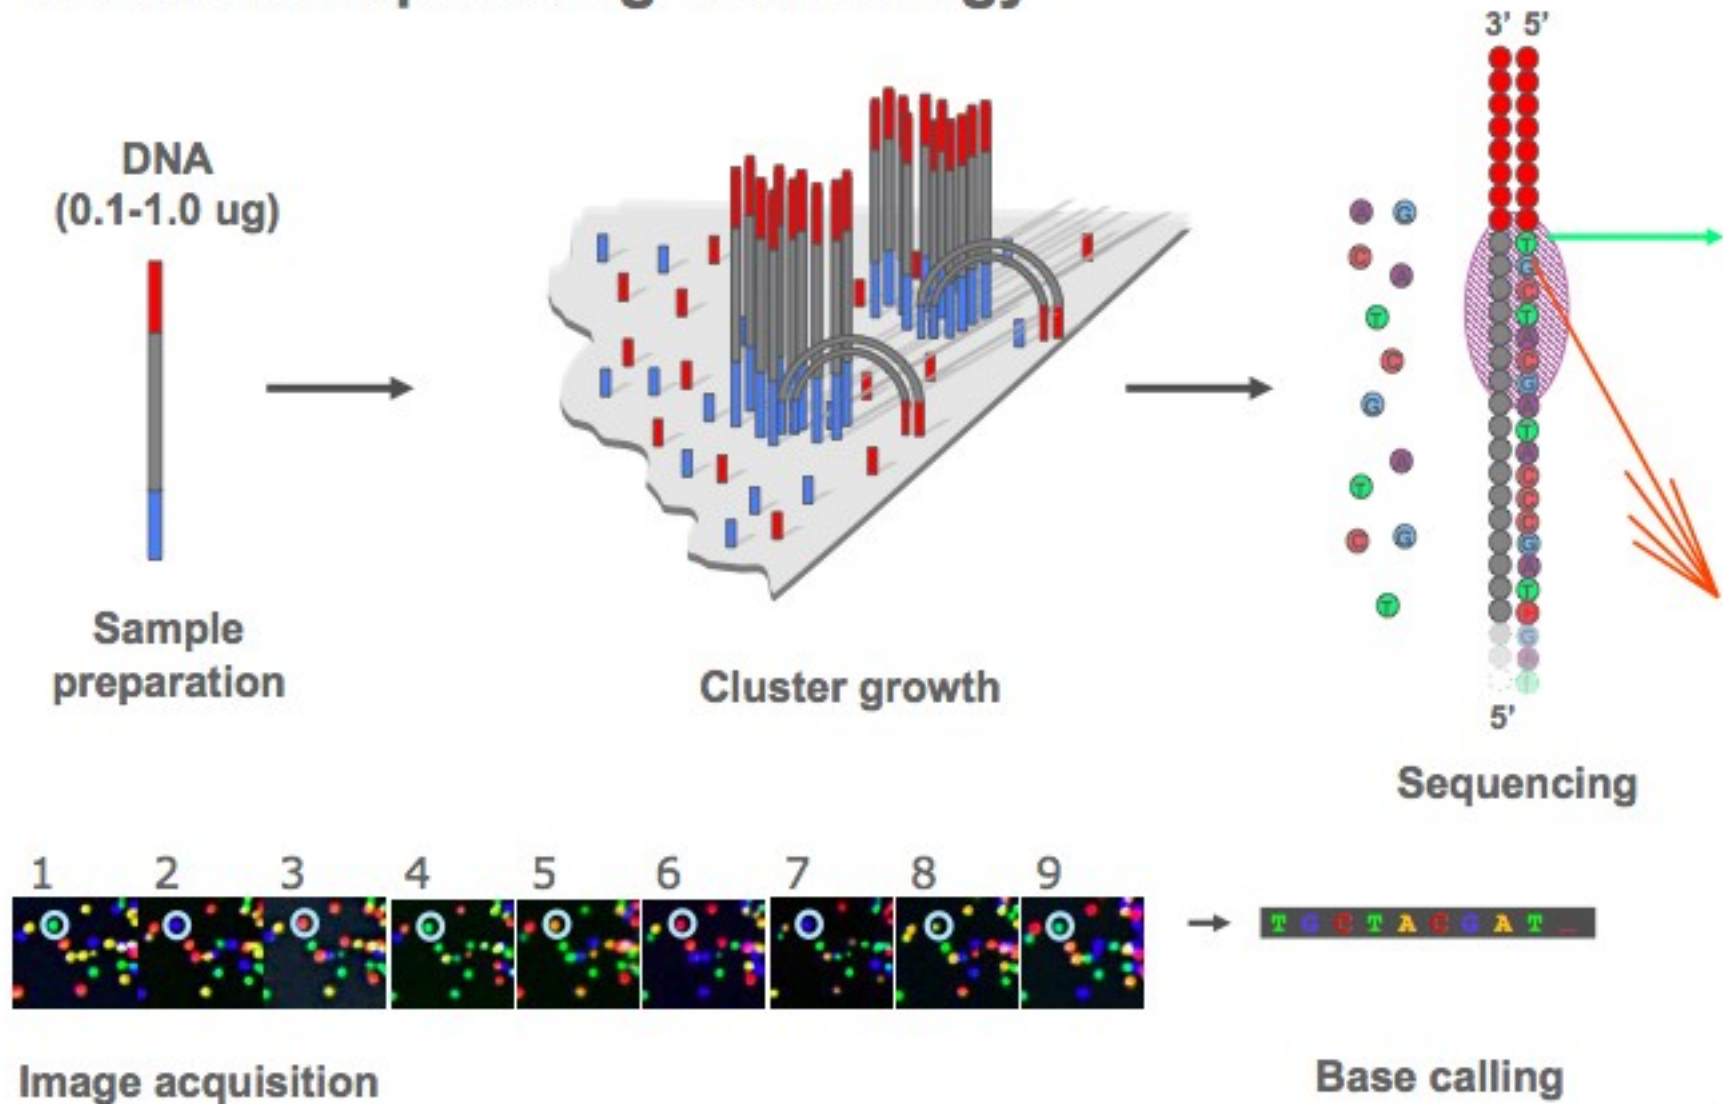 3’ 5’
DNA
(0.1-1.0 ug)
A G
C
A
T
C
G
A
T
C G
T
T
G
C
T
A
C
G
A
T
A
C
C
C
G
A
T
C
G
A
T
5’
Sample
preparation
Cluster growth
Sequencing
1 2 3 4 5 6 7 8 9
T G C T A C G A T _
Image acquisition
Base calling